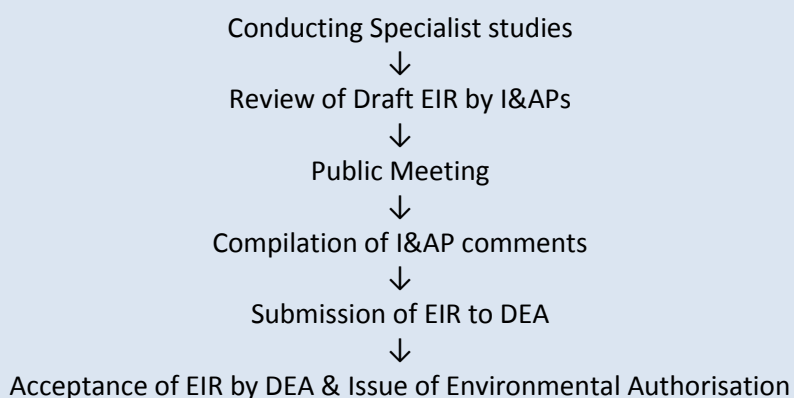 Conducting Specialist studies
↓
Review of Draft EIR by I&APs
↓
Public Meeting
↓
Compilation of I&AP comments
↓
Submission of EIR to DEA
↓
Acceptance of EIR by DEA & Issue of Environmental Authorisation